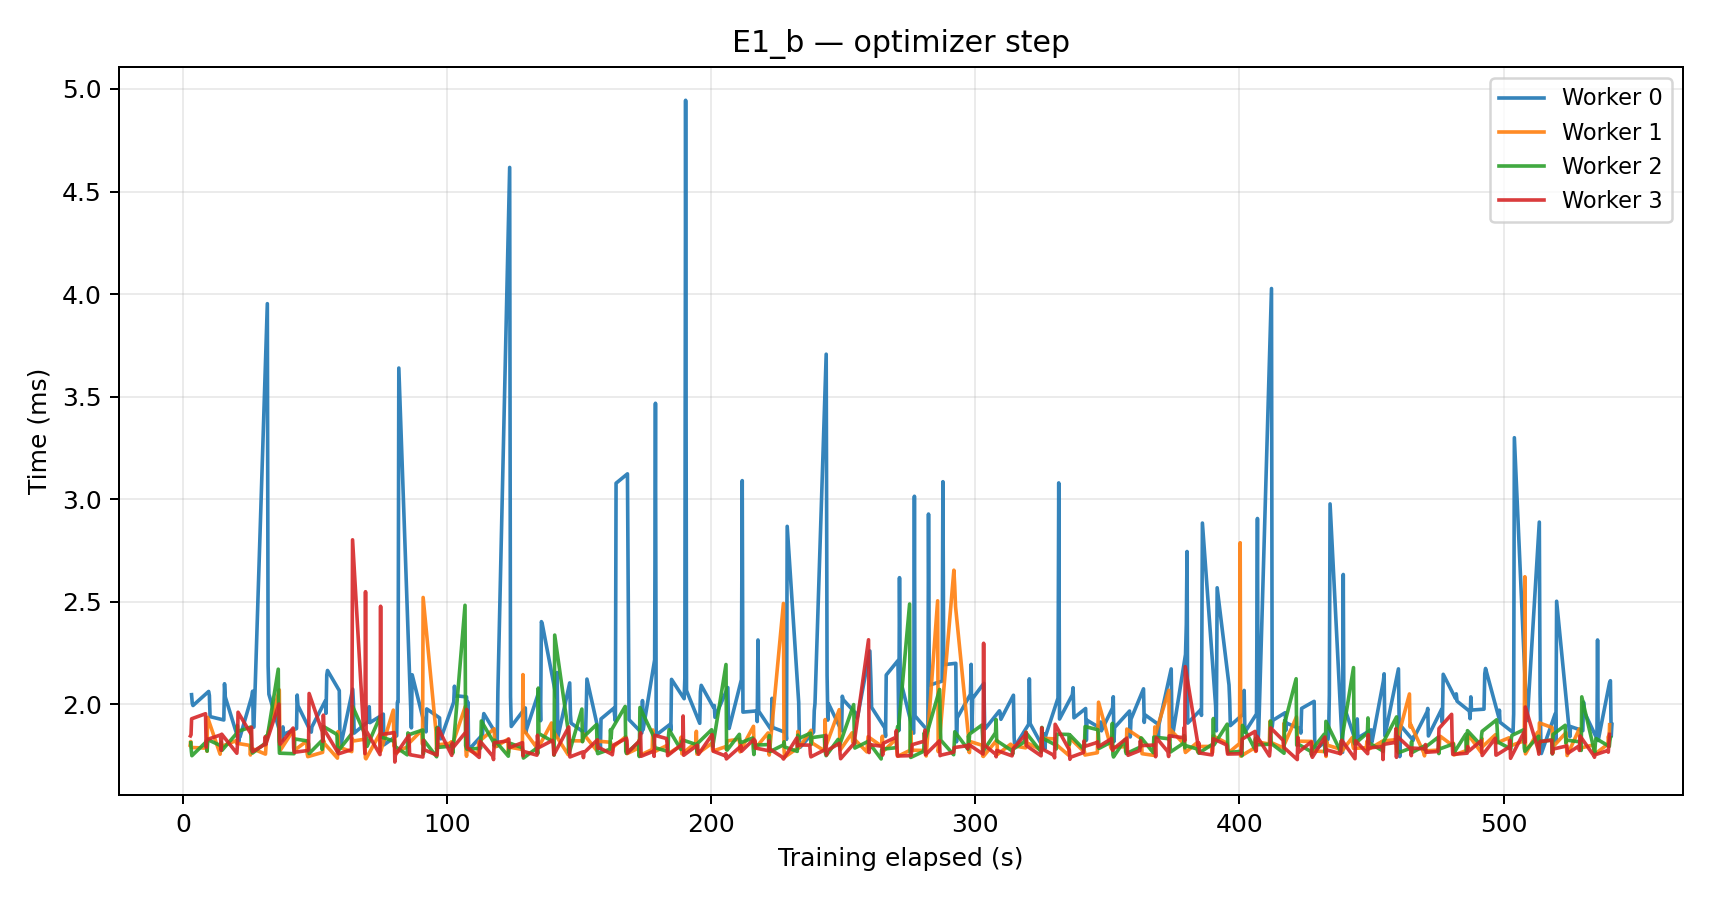 E1_b — optimizer step
Time (ms)
5.0
4.5
4.0
3.5
3.0
2.5
2.0
0
100
200
300
400
500
Training elapsed (s)
Worker 0
Worker 1
Worker 2
Worker 3